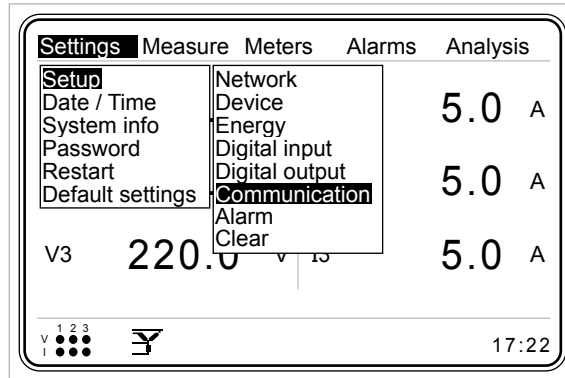 Settings Measure Meters Alarms Analysis
Setup
Date / Time
System info
Password
Restart
Default settings
Network
Device
Energy
Digital input
Digital output
Communication
Alarm
Clear
5.0 A
5.0 A
V3 220.0 V I3 5.0 A
1 2 3
V
I
17:22